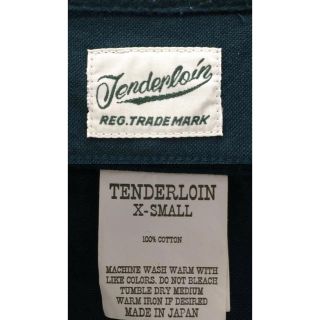 Tenderloin
REG. TRADE MARK
TENDERLOIN
X-SMALL
100% COTTON
MACHINE WASH WARM WITH
LIKE COLORS. DO NOT BLEACH
TUMBLE DRY MEDIUM
WARM IRON IF DESIRED
MADE IN JAPAN